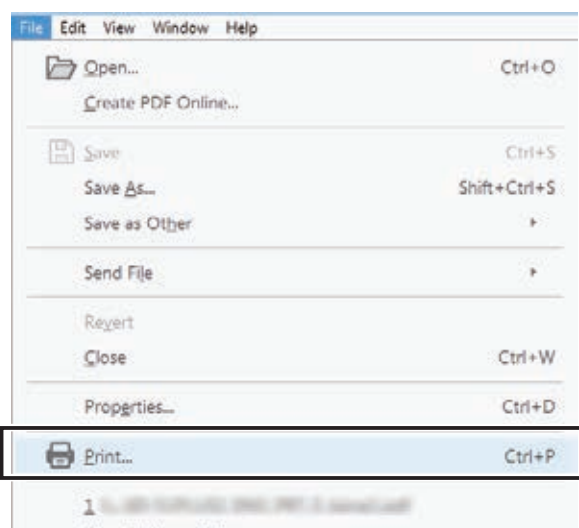 File Edit View Window Help
Open... Ctrl+O
Create PDF Online...
Save Ctrl+S
Save As... Shift+Ctrl+S
Save as Other
Send File
Revert
Close Ctrl+W
Properties... Ctrl+D
Print... Ctrl+P
1